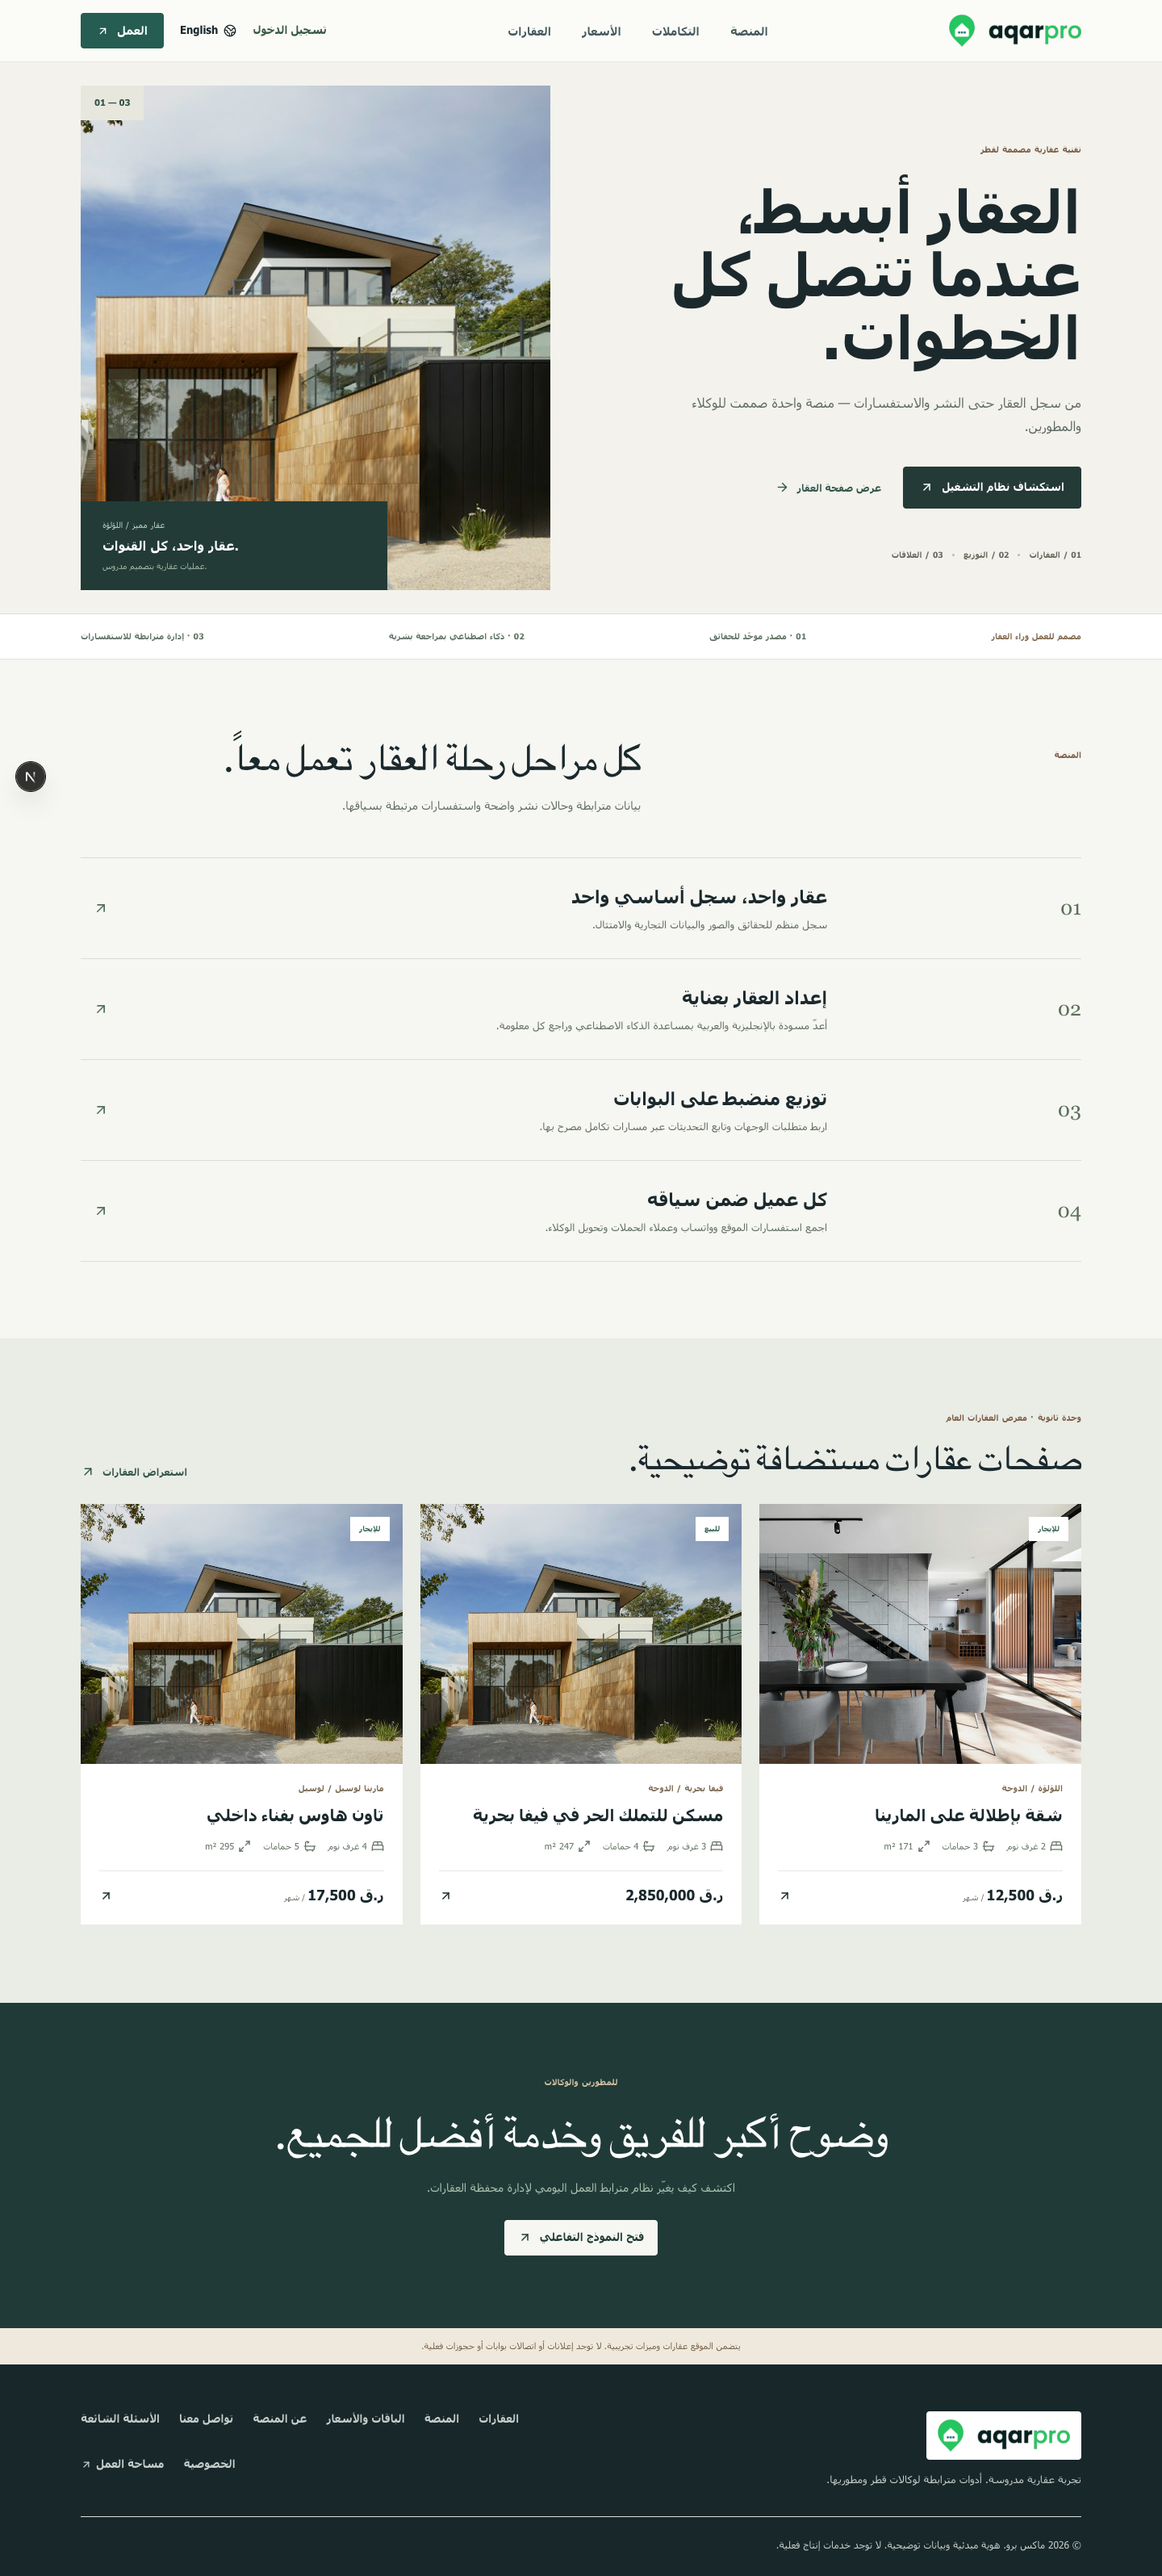 aqarpro
المنصة
التكاملات
الأسعار
العقارات
تسجيل الدخول
English
العمل
تقنية عقارية مصممة لقطر
العقار أبسط،
عندما تتصل كل
الخطوات.
من سجل العقار حتى النشر والاستفسارات — منصة واحدة صممت للوكلاء
والمطورين.
استكشاف نظام التشغيل
عرض صفحة العقار
01 / العقارات • 02 / التوزيع • 03 / العلاقات
01 — 03
عقار مميز / اللؤلؤة
عقار واحد، كل القنوات.
عمليات عقارية بتصميم مدروس.
مصمم للعمل وراء العقار
01 · مصدر موحّد للحقائق
02 · ذكاء اصطناعي بمراجعة بشرية
03 · إدارة مترابطة للاستفسارات
المنصة
كل مراحل رحلة العقار تعمل معاً.
بيانات مترابطة وحالات نشر واضحة واستفسارات مرتبطة بسياقها.
01
عقار واحد، سجل أساسي واحد
سجل منظم للحقائق والصور والبيانات التجارية والامتثال.
02
إعداد العقار بعناية
أعدّ مسودة بالإنجليزية والعربية بمساعدة الذكاء الاصطناعي وراجع كل معلومة.
03
توزيع منضبط على البوابات
اربط متطلبات الوجهات وتابع التحديثات عبر مسارات تكامل مصرح بها.
04
كل عميل ضمن سياقه
اجمع استفسارات الموقع وواتساب وعملاء الحملات وتحويل الوكلاء.
وحدة ثانوية · معرض العقارات العام
صفحات عقارات مستضافة توضيحية.
استعراض العقارات
للإيجار
اللؤلؤة / الدوحة
شقة بإطلالة على المارينا
2 غرف نوم
3 حمامات
171 m²
ر.ق 12,500 / شهر
للبيع
فيفا بحرية / الدوحة
مسكن للتملك الحر في فيفا بحرية
3 غرف نوم
4 حمامات
247 m²
ر.ق 2,850,000
للإيجار
مارينا لوسيل / لوسيل
تاون هاوس بفناء داخلي
4 غرف نوم
5 حمامات
295 m²
ر.ق 17,500 / شهر
للمطورين والوكالات
وضوح أكبر للفريق وخدمة أفضل للجميع.
اكتشف كيف يغيّر نظام مترابط العمل اليومي لإدارة محفظة العقارات.
فتح النموذج التفاعلي
يتضمن الموقع عقارات وميزات تجريبية. لا توجد إعلانات أو اتصالات بوابات أو حجوزات فعلية.
aqarpro
تجربة عقارية مدروسة. أدوات مترابطة لوكالات قطر ومطوريها.
العقارات
المنصة
الباقات والأسعار
عن المنصة
تواصل معنا
الأسئلة الشائعة
الخصوصية
مساحة العمل
© 2026 ماكس برو. هوية مبدئية وبيانات توضيحية. لا توجد خدمات إنتاج فعلية.